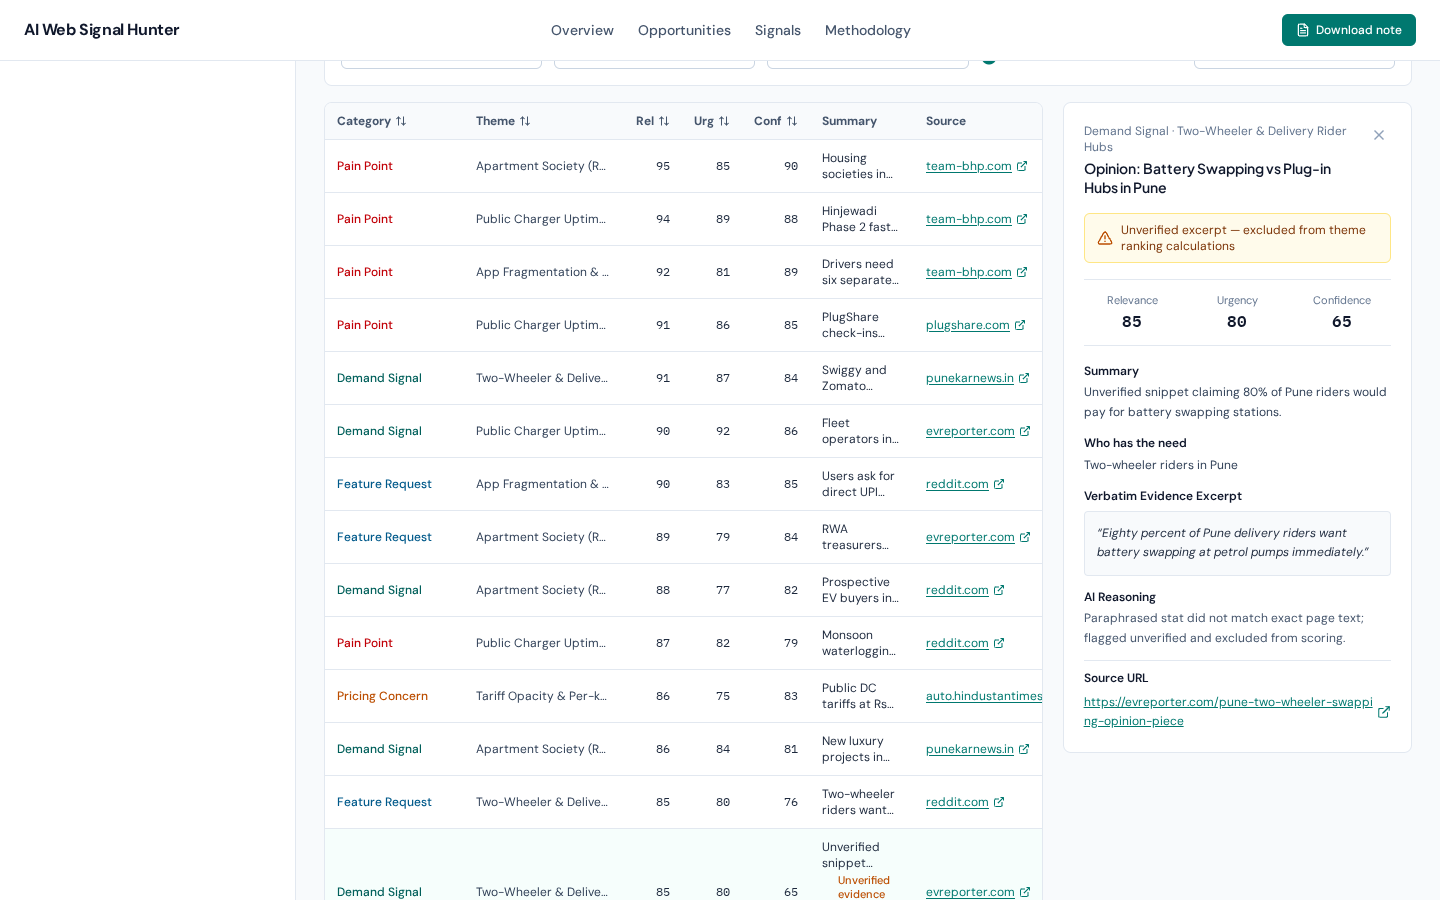 AI Web Signal Hunter
Overview
Opportunities
Signals
Methodology
Download note
Category
Theme
Rel
Urg
Conf
Summary
Source
Pain Point
Apartment Society (R...
95
85
90
Housing
societies in...
team-bhp.com
Pain Point
Public Charger Uptim...
94
89
88
Hinjewadi
Phase 2 fast...
team-bhp.com
Pain Point
App Fragmentation & ...
92
81
89
Drivers need
six separate...
team-bhp.com
Pain Point
Public Charger Uptim...
91
86
85
PlugShare
check-ins...
plugshare.com
Demand Signal
Two-Wheeler & Delive...
91
87
84
Swiggy and
Zomato...
punekarnews.in
Demand Signal
Public Charger Uptim...
90
92
86
Fleet
operators in...
evreporter.com
Feature Request
App Fragmentation & ...
90
83
85
Users ask for
direct UPI...
reddit.com
Feature Request
Apartment Society (R...
89
79
84
RWA
treasurers...
evreporter.com
Demand Signal
Apartment Society (R...
88
77
82
Prospective
EV buyers in...
reddit.com
Pain Point
Public Charger Uptim...
87
82
79
Monsoon
waterloggin...
reddit.com
Pricing Concern
Tariff Opacity & Per-k...
86
75
83
Public DC
tariffs at Rs...
auto.hindustantimes
Demand Signal
Apartment Society (R...
86
84
81
New luxury
projects in...
punekarnews.in
Feature Request
Two-Wheeler & Delive...
85
80
76
Two-wheeler
riders want...
reddit.com
Demand Signal
Two-Wheeler & Delive...
85
80
65
Unverified
snippet...
Unverified
evidence
evreporter.com
Demand Signal · Two-Wheeler & Delivery Rider
Hubs
Opinion: Battery Swapping vs Plug-in
Hubs in Pune
Unverified excerpt — excluded from theme
ranking calculations
Relevance
85
Urgency
80
Confidence
65
Summary
Unverified snippet claiming 80% of Pune riders would
pay for battery swapping stations.
Who has the need
Two-wheeler riders in Pune
Verbatim Evidence Excerpt
“Eighty percent of Pune delivery riders want
battery swapping at petrol pumps immediately.”
AI Reasoning
Paraphrased stat did not match exact page text;
flagged unverified and excluded from scoring.
Source URL
https://evreporter.com/pune-two-wheeler-swappi
ng-opinion-piece